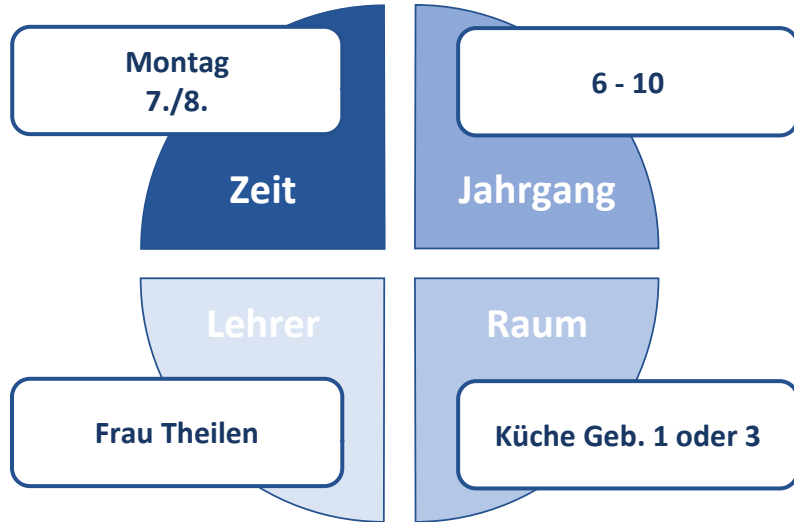 Montag
7./8.
Zeit
6 - 10
Jahrgang
Lehrer
Frau Theilen
Raum
Küche Geb. 1 oder 3